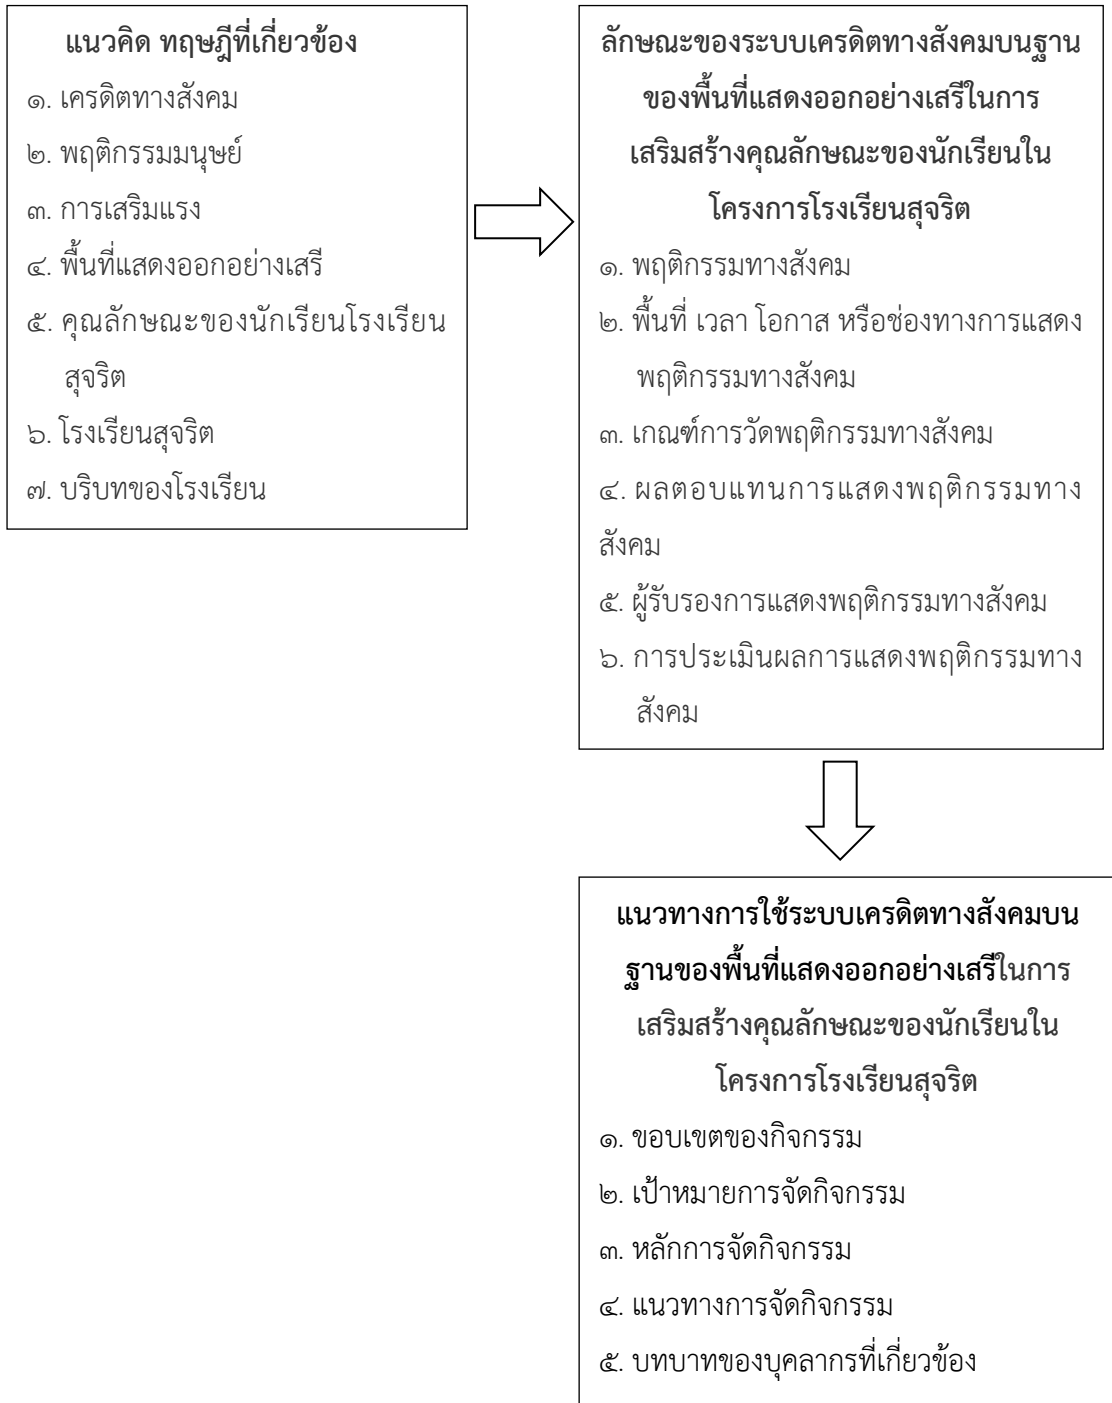 แนวคิด ทฤษฎีที่เกี่ยวข้อง
๑. เครดิตทางสังคม
๒. พฤติกรรมมนุษย์
๓. การเสริมแรง
๔. พื้นที่แสดงออกอย่างเสรี
๕. คุณลักษณะของนักเรียนโรงเรียน
สุจริต
๖. โรงเรียนสุจริต
๗. บริบทของโรงเรียน
ลักษณะของระบบเครดิตทางสังคมบนฐาน
ของพื้นที่แสดงออกอย่างเสรีในการ
เสริมสร้างคุณลักษณะของนักเรียนใน
โครงการโรงเรียนสุจริต
๑. พฤติกรรมทางสังคม
๒. พื้นที่ เวลา โอกาส หรือช่องทางการแสดง
พฤติกรรมทางสังคม
๓. เกณฑ์การวัดพฤติกรรมทางสังคม
๔. ผลตอบแทนการแสดงพฤติกรรมทาง
สังคม
๕. ผู้รับรองการแสดงพฤติกรรมทางสังคม
๖. การประเมินผลการแสดงพฤติกรรมทาง
สังคม
แนวทางการใช้ระบบเครดิตทางสังคมบน
ฐานของพื้นที่แสดงออกอย่างเสรีในการ
เสริมสร้างคุณลักษณะของนักเรียนใน
โครงการโรงเรียนสุจริต
๑. ขอบเขตของกิจกรรม
๒. เป้าหมายการจัดกิจกรรม
๓. หลักการจัดกิจกรรม
๔. แนวทางการจัดกิจกรรม
๕. บทบาทของบุคลากรที่เกี่ยวข้อง